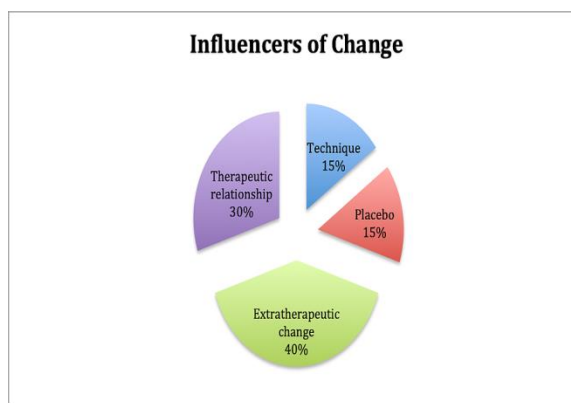 Influencers of Change
Technique
15%
Placebo
15%
Extratherapeutic
change
40%
Therapeutic
relationship
30%